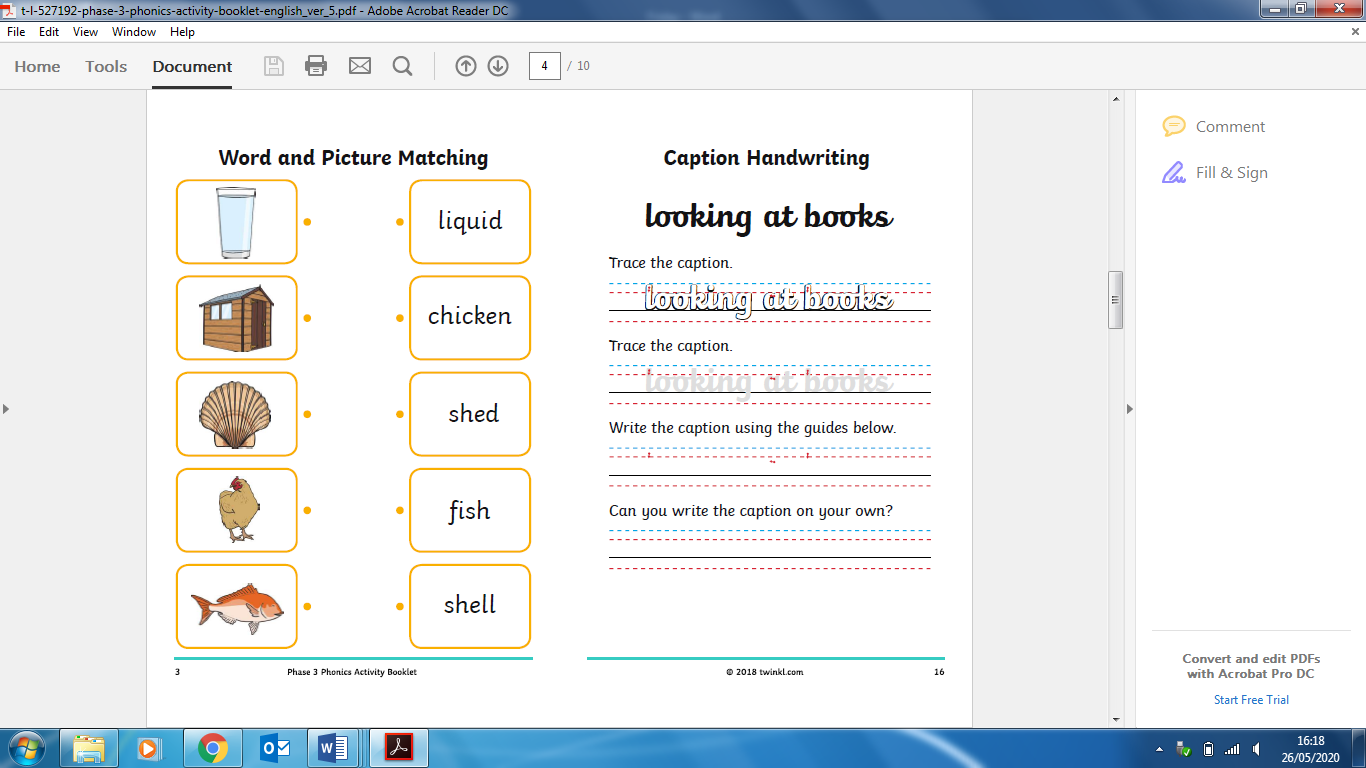 t-l-527192-phase-3-phonics-activity-booklet-english_ver_5.pdf - Adobe Acrobat Reader DC
File Edit View Window Help
Home Tools Document 4 / 10
Word and Picture Matching
liquid
chicken
shed
fish
shell
3 Phase 3 Phonics Activity Booklet
Caption Handwriting
looking at books
Trace the caption.
looking at books
Trace the caption.
looking at books
Write the caption using the guides below.
Can you write the caption on your own?
© 2018 twinkl.com 16
Comment
Fill & Sign
Convert and edit PDFs
with Acrobat Pro DC
Start Free Trial
16:18
26/05/2020